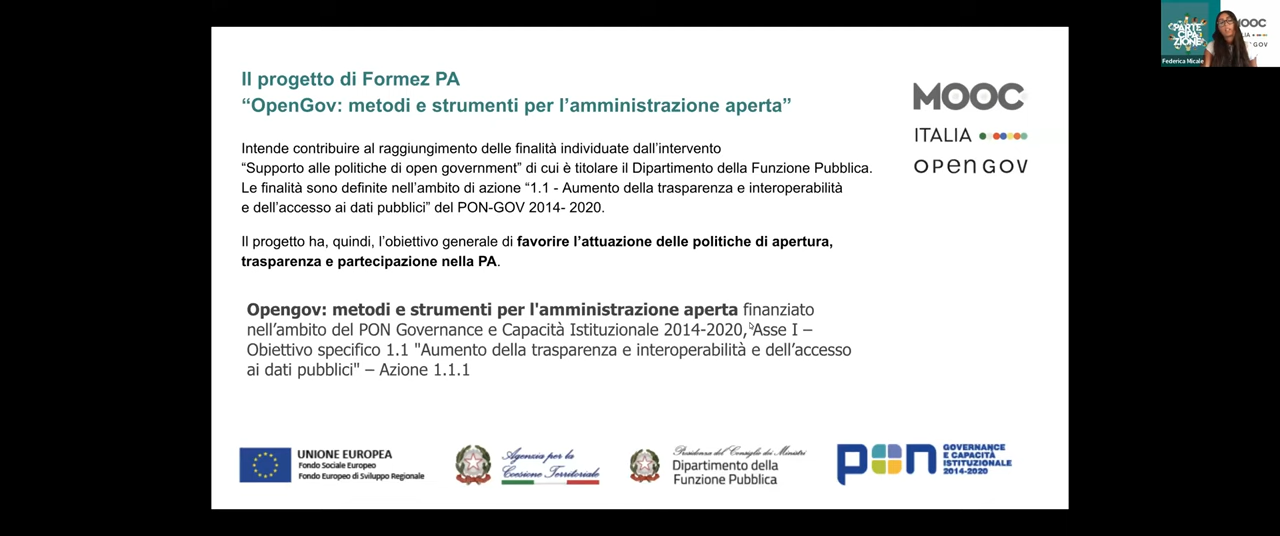 Il progetto di Formez PA
“OpenGov: metodi e strumenti per l’amministrazione aperta”
Intende contribuire al raggiungimento delle finalità individuate dall’intervento
“Supporto alle politiche di open government” di cui è titolare il Dipartimento della Funzione Pubblica.
Le finalità sono definite nell’ambito di azione “1.1 - Aumento della trasparenza e interoperabilità
e dell’accesso ai dati pubblici” del PON-GOV 2014- 2020.
Il progetto ha, quindi, l’obiettivo generale di favorire l’attuazione delle politiche di apertura,
trasparenza e partecipazione nella PA.
Opengov: metodi e strumenti per l'amministrazione aperta finanziato
nell’ambito del PON Governance e Capacità Istituzionale 2014-2020, Asse I –
Obiettivo specifico 1.1 "Aumento della trasparenza e interoperabilità e dell’accesso
ai dati pubblici" – Azione 1.1.1
MOOC
ITALIA
OPEN GOV
UNIONE EUROPEA
Fondo Sociale Europeo
Fondo Europeo di Sviluppo Regionale
Agenzia per la
Coesione Territoriale
Presidenza del Consiglio dei Ministri
Dipartimento della
Funzione Pubblica
pon
GOVERNANCE
E CAPACITÀ
ISTITUZIONALE
2014-2020
PARTE
CIPA
ZIONE
Federica Micale